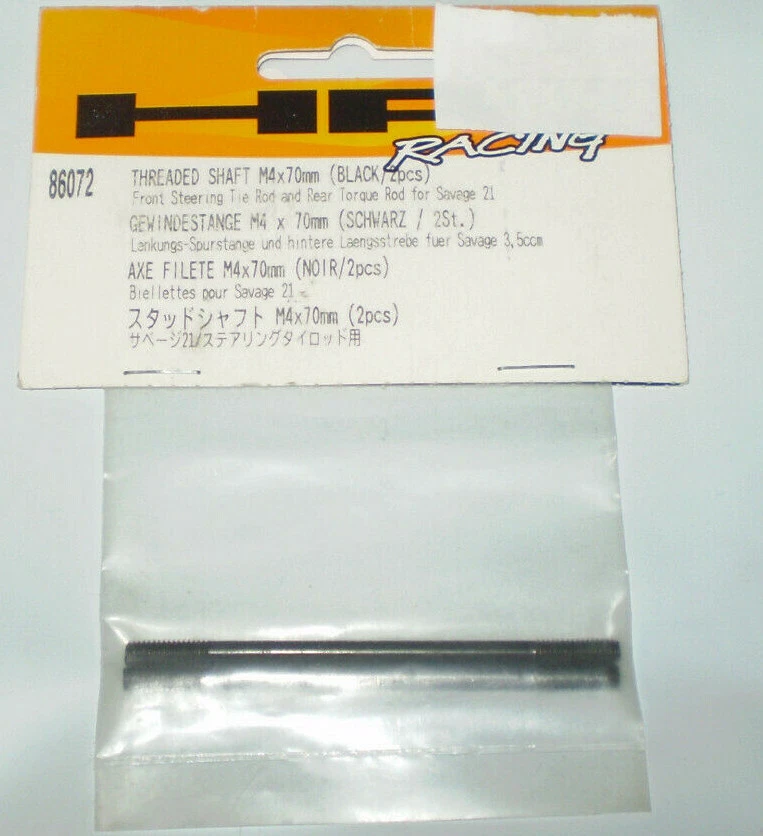 HP
RACING
86072
THREADED SHAFT M4x70mm (BLACK/2pcs)
Front Steering Tie Rod and Rear Torque Rod for Savage 21
GEWINDESTANGE M4 x 70mm (SCHWARZ / 2St.)
Lenkungs-Spurstange und hintere Laengsstrebe fuer Savage 3,5ccm
AXE FILETE M4x70mm (NOIR/2pcs)
Biellettes pour Savage 21
スタッドシャフト M4x70mm (2pcs)
サベージ21/ステアリングタイロッド用